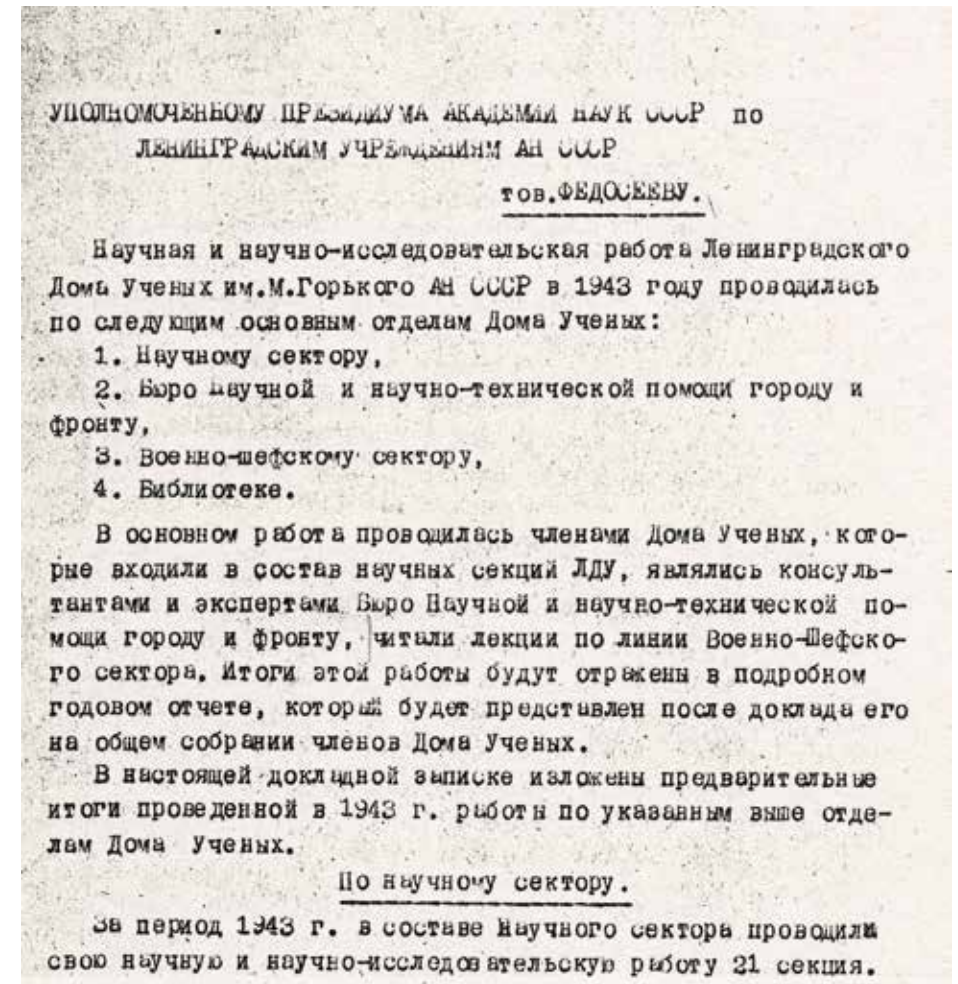 УПОЛНОМОЧЕННОМУ ПРЕЗИДИУМА АКАДЕМИИ НАУК СССР по
ЛЕНИНГРАДСКИМ УЧРЕЖДЕНИЯМ АН СССР
тов.ФЕДОСЕЕВУ.
Научная и научно-исследовательская работа Ленинградского
Дома Ученых им.М.Горького АН СССР в 1943 году проводилась
по следующим основным отделам Дома Ученых:
1. Научному сектору,
2. Бюро Научной и научно-технической помощи городу и
фронту,
3. Военно-шефскому сектору,
4. Библиотеке.
В основном работа проводилась членами Дома Ученых, кото-
рые входили в состав научных секций ЛДУ, являлись консуль-
тантами и экспертами Бюро Научной и научно-технической по-
мощи городу и фронту, читали лекции по линии Военно-Шефско-
го сектора. Итоги этой работы будут отражены в подробном
годовом отчете, который будет представлен после доклада его
на общем собрании членов Дома Ученых.
В настоящей докладной записке изложены предварительные
итоги проведенной в 1943 г. работы по указанным выше отде-
лам Дома Ученых.
По научному сектору.
За период 1943 г. в составе Научного сектора проводили
свою научную и научно-исследовательскую работу 21 секция.